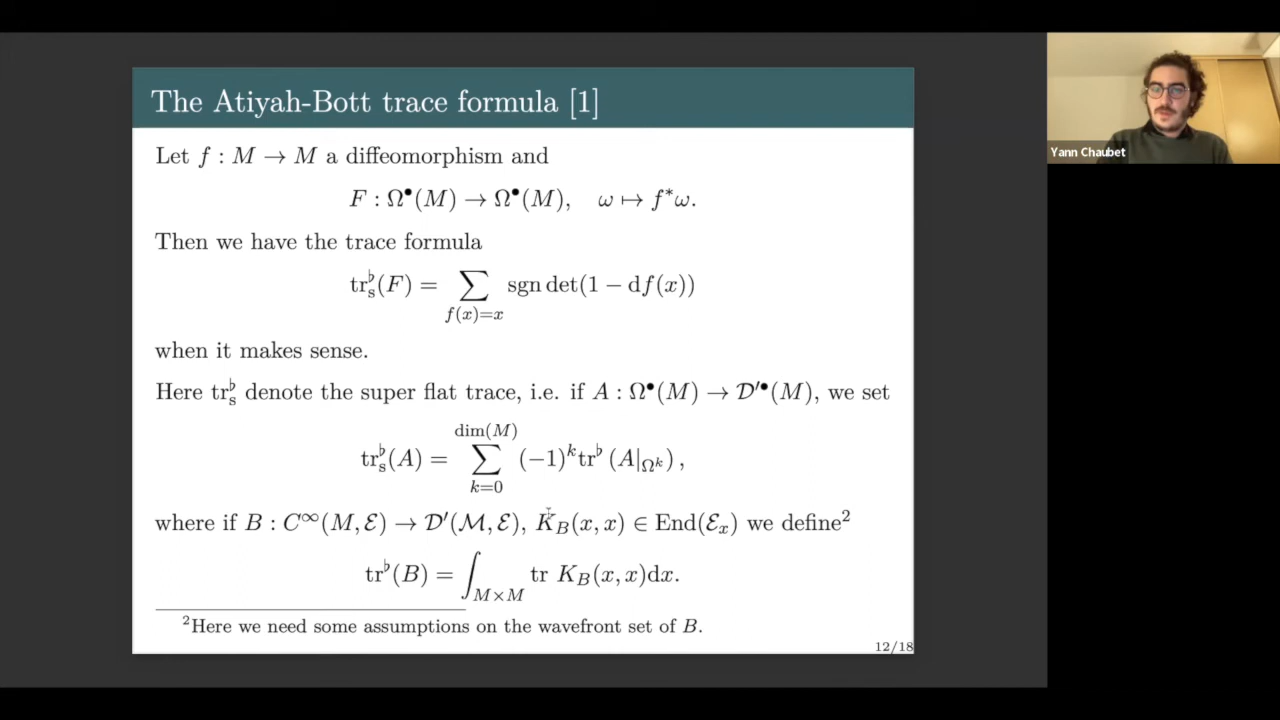 The Atiyah-Bott trace formula [1]
Let f : M → M a diffeomorphism and
F : Ω•(M) → Ω•(M), ω ↦ f*ω.
Then we have the trace formula
tr♭s(F) = ∑f(x)=x sgn det(1 − df(x))
when it makes sense.
Here tr♭s denote the super flat trace, i.e. if A : Ω•(M) → D′•(M), we set
tr♭s(A) = ∑k=0dim(M) (−1)ᵏtr♭ (A|Ωk) ,
where if B : C∞(M, ℰ) → D′(ℳ, ℰ), KB(x, x) ∈ End(ℰx) we define²
tr♭(B) = ∫M×M tr KB(x, x)dx.
²Here we need some assumptions on the wavefront set of B.
12/18
Yann Chaubet